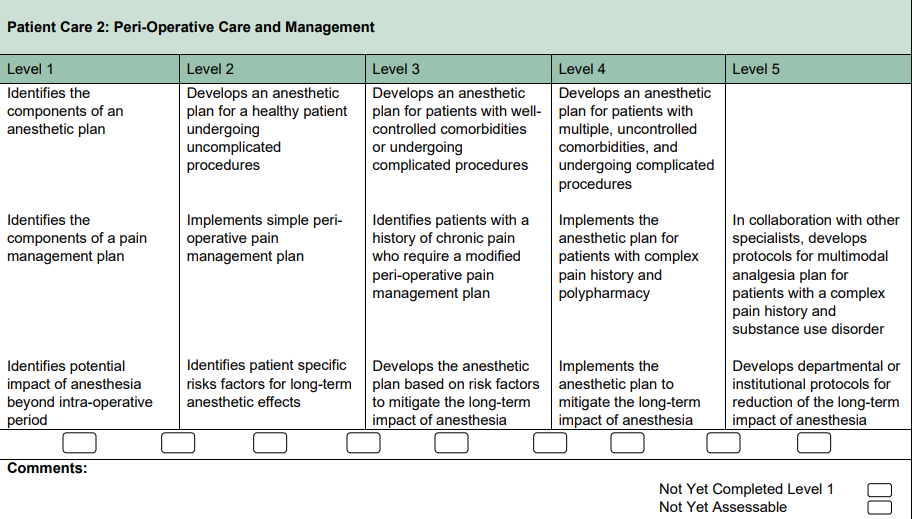 Patient Care 2: Peri-Operative Care and Management
Level 1
Level 2
Level 3
Level 4
Level 5
Identifies the
components of an
anesthetic plan
Develops an anesthetic
plan for a healthy patient
undergoing
uncomplicated
procedures
Develops an anesthetic
plan for patients with well-
controlled comorbidities
or undergoing
complicated procedures
Develops an anesthetic
plan for patients with
multiple, uncontrolled
comorbidities, and
undergoing complicated
procedures
Identifies the
components of a pain
management plan
Implements simple peri-
operative pain
management plan
Identifies patients with a
history of chronic pain
who require a modified
peri-operative pain
management plan
Implements the
anesthetic plan for
patients with complex
pain history and
polypharmacy
In collaboration with other
specialists, develops
protocols for multimodal
analgesia plan for
patients with a complex
pain history and
substance use disorder
Identifies potential
impact of anesthesia
beyond intra-operative
period
Identifies patient specific
risks factors for long-term
anesthetic effects
Develops the anesthetic
plan based on risk factors
to mitigate the long-term
impact of anesthesia
Implements the
anesthetic plan to
mitigate the long-term
impact of anesthesia
Develops departmental or
institutional protocols for
reduction of the long-term
impact of anesthesia
Comments:
Not Yet Completed Level 1
Not Yet Assessable